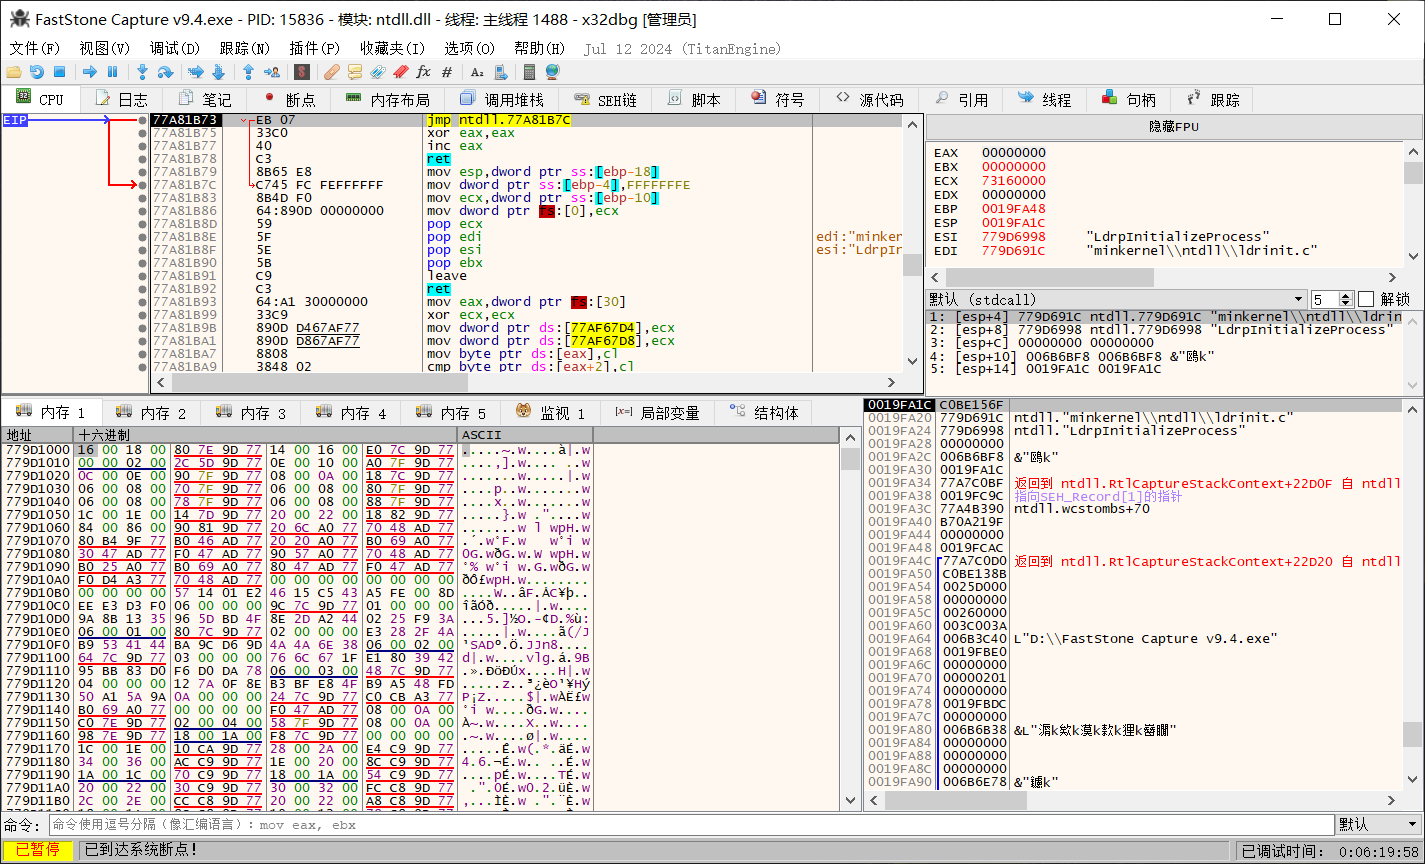 FastStone Capture v9.4.exe - PID: 15836 - 模块: ntdll.dll - 线程: 主线程 1488 - x32dbg [管理员]
文件(F) 视图(V) 调试(D) 跟踪(N) 插件(P) 收藏夹(I) 选项(O) 帮助(H) Jul 12 2024 (TitanEngine)
CPU 日志 笔记 断点 内存布局 调用堆栈 SEH链 脚本 符号 源代码 引用 线程 句柄 跟踪
EIP
77A81B73 EB 07 jmp ntdll.77A81B7C
77A81B75 33C0 xor eax,eax
77A81B77 40 inc eax
77A81B78 C3 ret
77A81B79 8B65 E8 mov esp,dword ptr ss:[ebp-18]
77A81B7C C745 FC FEFFFFFF mov dword ptr ss:[ebp-4],FFFFFFFE
77A81B83 8B4D F0 mov ecx,dword ptr ss:[ebp-10]
77A81B86 64:890D 00000000 mov dword ptr fs:[0],ecx
77A81B8D 59 pop ecx
77A81B8E 5F pop edi edi:"minker
77A81B8F 5E pop esi esi:"LdrpIr
77A81B90 5B pop ebx
77A81B91 C9 leave
77A81B92 C3 ret
77A81B93 64:A1 30000000 mov eax,dword ptr fs:[30]
77A81B99 33C9 xor ecx,ecx
77A81B9B 890D D467AF77 mov dword ptr ds:[77AF67D4],ecx
77A81BA1 890D D867AF77 mov dword ptr ds:[77AF67D8],ecx
77A81BA7 8808 mov byte ptr ds:[eax],cl
77A81BA9 3848 02 cmp byte ptr ds:[eax+2],cl
隐藏FPU
EAX 00000000
EBX 00000000
ECX 73160000
EDX 00000000
EBP 0019FA48
ESP 0019FA1C
ESI 779D6998 "LdrpInitializeProcess"
EDI 779D691C "minkernel\\ntdll\\ldrinit.c"
默认 (stdcall) 5 解锁
1: [esp+4] 779D691C ntdll.779D691C "minkernel\\ntdll\\ldrin
2: [esp+8] 779D6998 ntdll.779D6998 "LdrpInitializeProcess"
3: [esp+C] 00000000 00000000
4: [esp+10] 006B6BF8 006B6BF8 &"鸥k"
5: [esp+14] 0019FA1C 0019FA1C
内存 1 内存 2 内存 3 内存 4 内存 5 监视 1 [x=] 局部变量 结构体
地址 十六进制 ASCII
779D1000 16 00 18 00 80 7E 9D 77 14 00 16 00 E0 7C 9D 77 .....~.w....à|.w
779D1010 00 00 02 00 2C 5D 9D 77 0E 00 10 00 A0 7F 9D 77
779D1020 0C 00 0E 00 90 7F 9D 77 08 00 0A 00 18 7C 9D 77
779D1030 06 00 08 00 70 7F 9D 77 06 00 08 00 80 7F 9D 77
779D1040 06 00 08 00 78 7F 9D 77 06 00 08 00 88 7F 9D 77
779D1050 1C 00 1E 00 14 7D 9D 77 2C 00 2E 00 18 82 9D 77
779D1060 84 00 86 00 90 81 9D 77 20 6C A0 77 70 48 AD 77
779D1070 80 B4 9F 77 B0 46 AD 77 20 20 A0 77 B0 69 A0 77
779D1080 30 47 AD 77 F0 47 AD 77 90 57 A0 77 70 48 AD 77
779D1090 B0 25 A0 77 B0 69 A0 77 80 47 AD 77 F0 47 AD 77
779D10A0 F0 D4 A3 77 70 48 AD 77 00 00 00 00 00 00 00 00
779D10B0 00 00 00 00 57 14 01 E2 46 15 C5 43 A5 FE 00 8D
779D10C0 EE E3 D3 F0 06 00 00 00 9C 7C 9D 77 01 00 00 00
779D10D0 9A 8B 13 35 96 5D BD 4F 8E 2D A2 44 02 25 F9 3A
779D10E0 06 00 01 00 80 7C 9D 77 02 00 00 00 E3 28 2F 4A
779D10F0 B9 53 41 44 BA 9C D6 9D 4A 4A 6E 38 06 00 02 00
779D1100 64 7C 9D 77 03 00 00 00 76 6C 67 1F E1 80 39 42
779D1110 95 BB 83 D0 F6 D0 DA 78 06 00 03 00 48 7C 9D 77
779D1120 04 00 00 00 12 7A 0F 8E B3 BF E8 4F B9 A5 48 FD
779D1130 50 A1 5A 9A 0A 00 00 00 24 7C 9D 77 C0 CB A3 77
779D1140 B0 69 A0 77 00 00 00 00 F0 47 AD 77 08 00 0A 00
779D1150 C0 7E 9D 77 02 00 04 00 58 7F 9D 77 08 00 0A 00
779D1160 98 7E 9D 77 18 00 1A 00 F8 7C 9D 77 00 00 00 00
779D1170 1C 00 1E 00 10 CA 9D 77 28 00 2A 00 E4 C9 9D 77
779D1180 34 00 36 00 AC C9 9D 77 1E 00 20 00 8C C9 9D 77
779D1190 1A 00 1C 00 70 C9 9D 77 18 00 1A 00 54 C9 9D 77
779D11A0 20 00 22 00 30 C9 9D 77 30 00 32 00 FC C8 9D 77
779D11B0 2C 00 2E 00 CC C8 9D 77 20 00 22 00 A8 C8 9D 77
0019FA1C C0BE156F
0019FA20 779D691C ntdll."minkernel\\ntdll\\ldrinit.c"
0019FA24 779D6998 ntdll."LdrpInitializeProcess"
0019FA28 00000000
0019FA2C 006B6BF8 &"鸥k"
0019FA30 0019FA1C
0019FA34 77A7C0BF 返回到 ntdll.RtlCaptureStackContext+22D0F 自 ntdll
0019FA38 0019FC9C 指向SEH_Record[1]的指针
0019FA3C 77A4B390 ntdll.wcstombs+70
0019FA40 B70A219F
0019FA44 00000000
0019FA48 0019FCAC
0019FA4C 77A7C0D0 返回到 ntdll.RtlCaptureStackContext+22D20 自 ntdll
0019FA50 C0BE138B
0019FA54 0025D000
0019FA58 00000000
0019FA5C 00260000
0019FA60 003C003A
0019FA64 006B3C40 L"D:\\FastStone Capture v9.4.exe"
0019FA68 0019FBE0
0019FA6C 00000000
0019FA70 00000201
0019FA74 00000000
0019FA78 0019FBDC
0019FA7C 00000000
0019FA80 006B6B38
0019FA84 00000000
0019FA88 00000000
0019FA8C 00000000
0019FA90 006B6E78
命令: 命令使用逗号分隔（像汇编语言）: mov eax, ebx 默认
已暂停 已到达系统断点! 已调试时间: 0:06:19:58